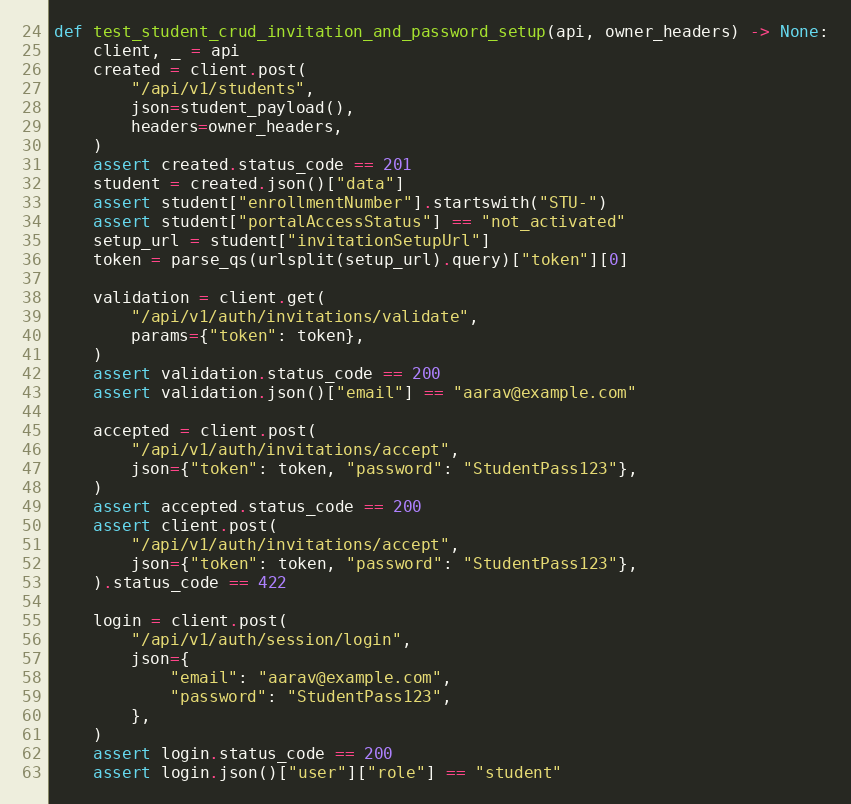 24 def test_student_crud_invitation_and_password_setup(api, owner_headers) -> None:
25     client, _ = api
26     created = client.post(
27         "/api/v1/students",
28         json=student_payload(),
29         headers=owner_headers,
30     )
31     assert created.status_code == 201
32     student = created.json()["data"]
33     assert student["enrollmentNumber"].startswith("STU-")
34     assert student["portalAccessStatus"] == "not_activated"
35     setup_url = student["invitationSetupUrl"]
36     token = parse_qs(urlsplit(setup_url).query)["token"][0]
37
38     validation = client.get(
39         "/api/v1/auth/invitations/validate",
40         params={"token": token},
41     )
42     assert validation.status_code == 200
43     assert validation.json()["email"] == "aarav@example.com"
44
45     accepted = client.post(
46         "/api/v1/auth/invitations/accept",
47         json={"token": token, "password": "StudentPass123"},
48     )
49     assert accepted.status_code == 200
50     assert client.post(
51         "/api/v1/auth/invitations/accept",
52         json={"token": token, "password": "StudentPass123"},
53     ).status_code == 422
54
55     login = client.post(
56         "/api/v1/auth/session/login",
57         json={
58             "email": "aarav@example.com",
59             "password": "StudentPass123",
60         },
61     )
62     assert login.status_code == 200
63     assert login.json()["user"]["role"] == "student"